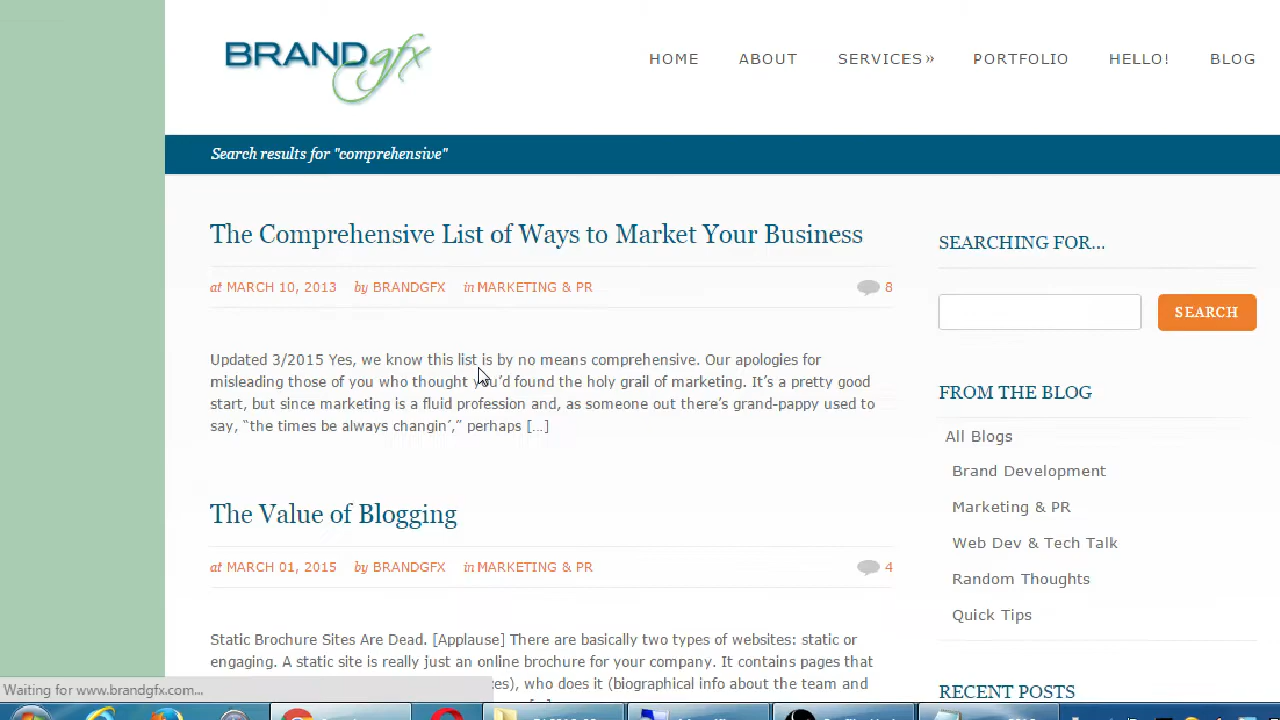 BRANDgfx
HOME ABOUT SERVICES» PORTFOLIO HELLO! BLOG
Search results for "comprehensive"
The Comprehensive List of Ways to Market Your Business
at MARCH 10, 2013 by BRANDGFX in MARKETING & PR 8
Updated 3/2015 Yes, we know this list is by no means comprehensive. Our apologies for
misleading those of you who thought you'd found the holy grail of marketing. It's a pretty good
start, but since marketing is a fluid profession and, as someone out there's grand-pappy used to
say, “the times be always changin’,” perhaps […]
The Value of Blogging
at MARCH 01, 2015 by BRANDGFX in MARKETING & PR 4
Static Brochure Sites Are Dead. [Applause] There are basically two types of websites: static or
engaging. A static site is really just an online brochure for your company. It contains pages that
es), who does it (biographical info about the team and
SEARCHING FOR...
SEARCH
FROM THE BLOG
All Blogs
Brand Development
Marketing & PR
Web Dev & Tech Talk
Random Thoughts
Quick Tips
RECENT POSTS
Waiting for www.brandgfx.com...